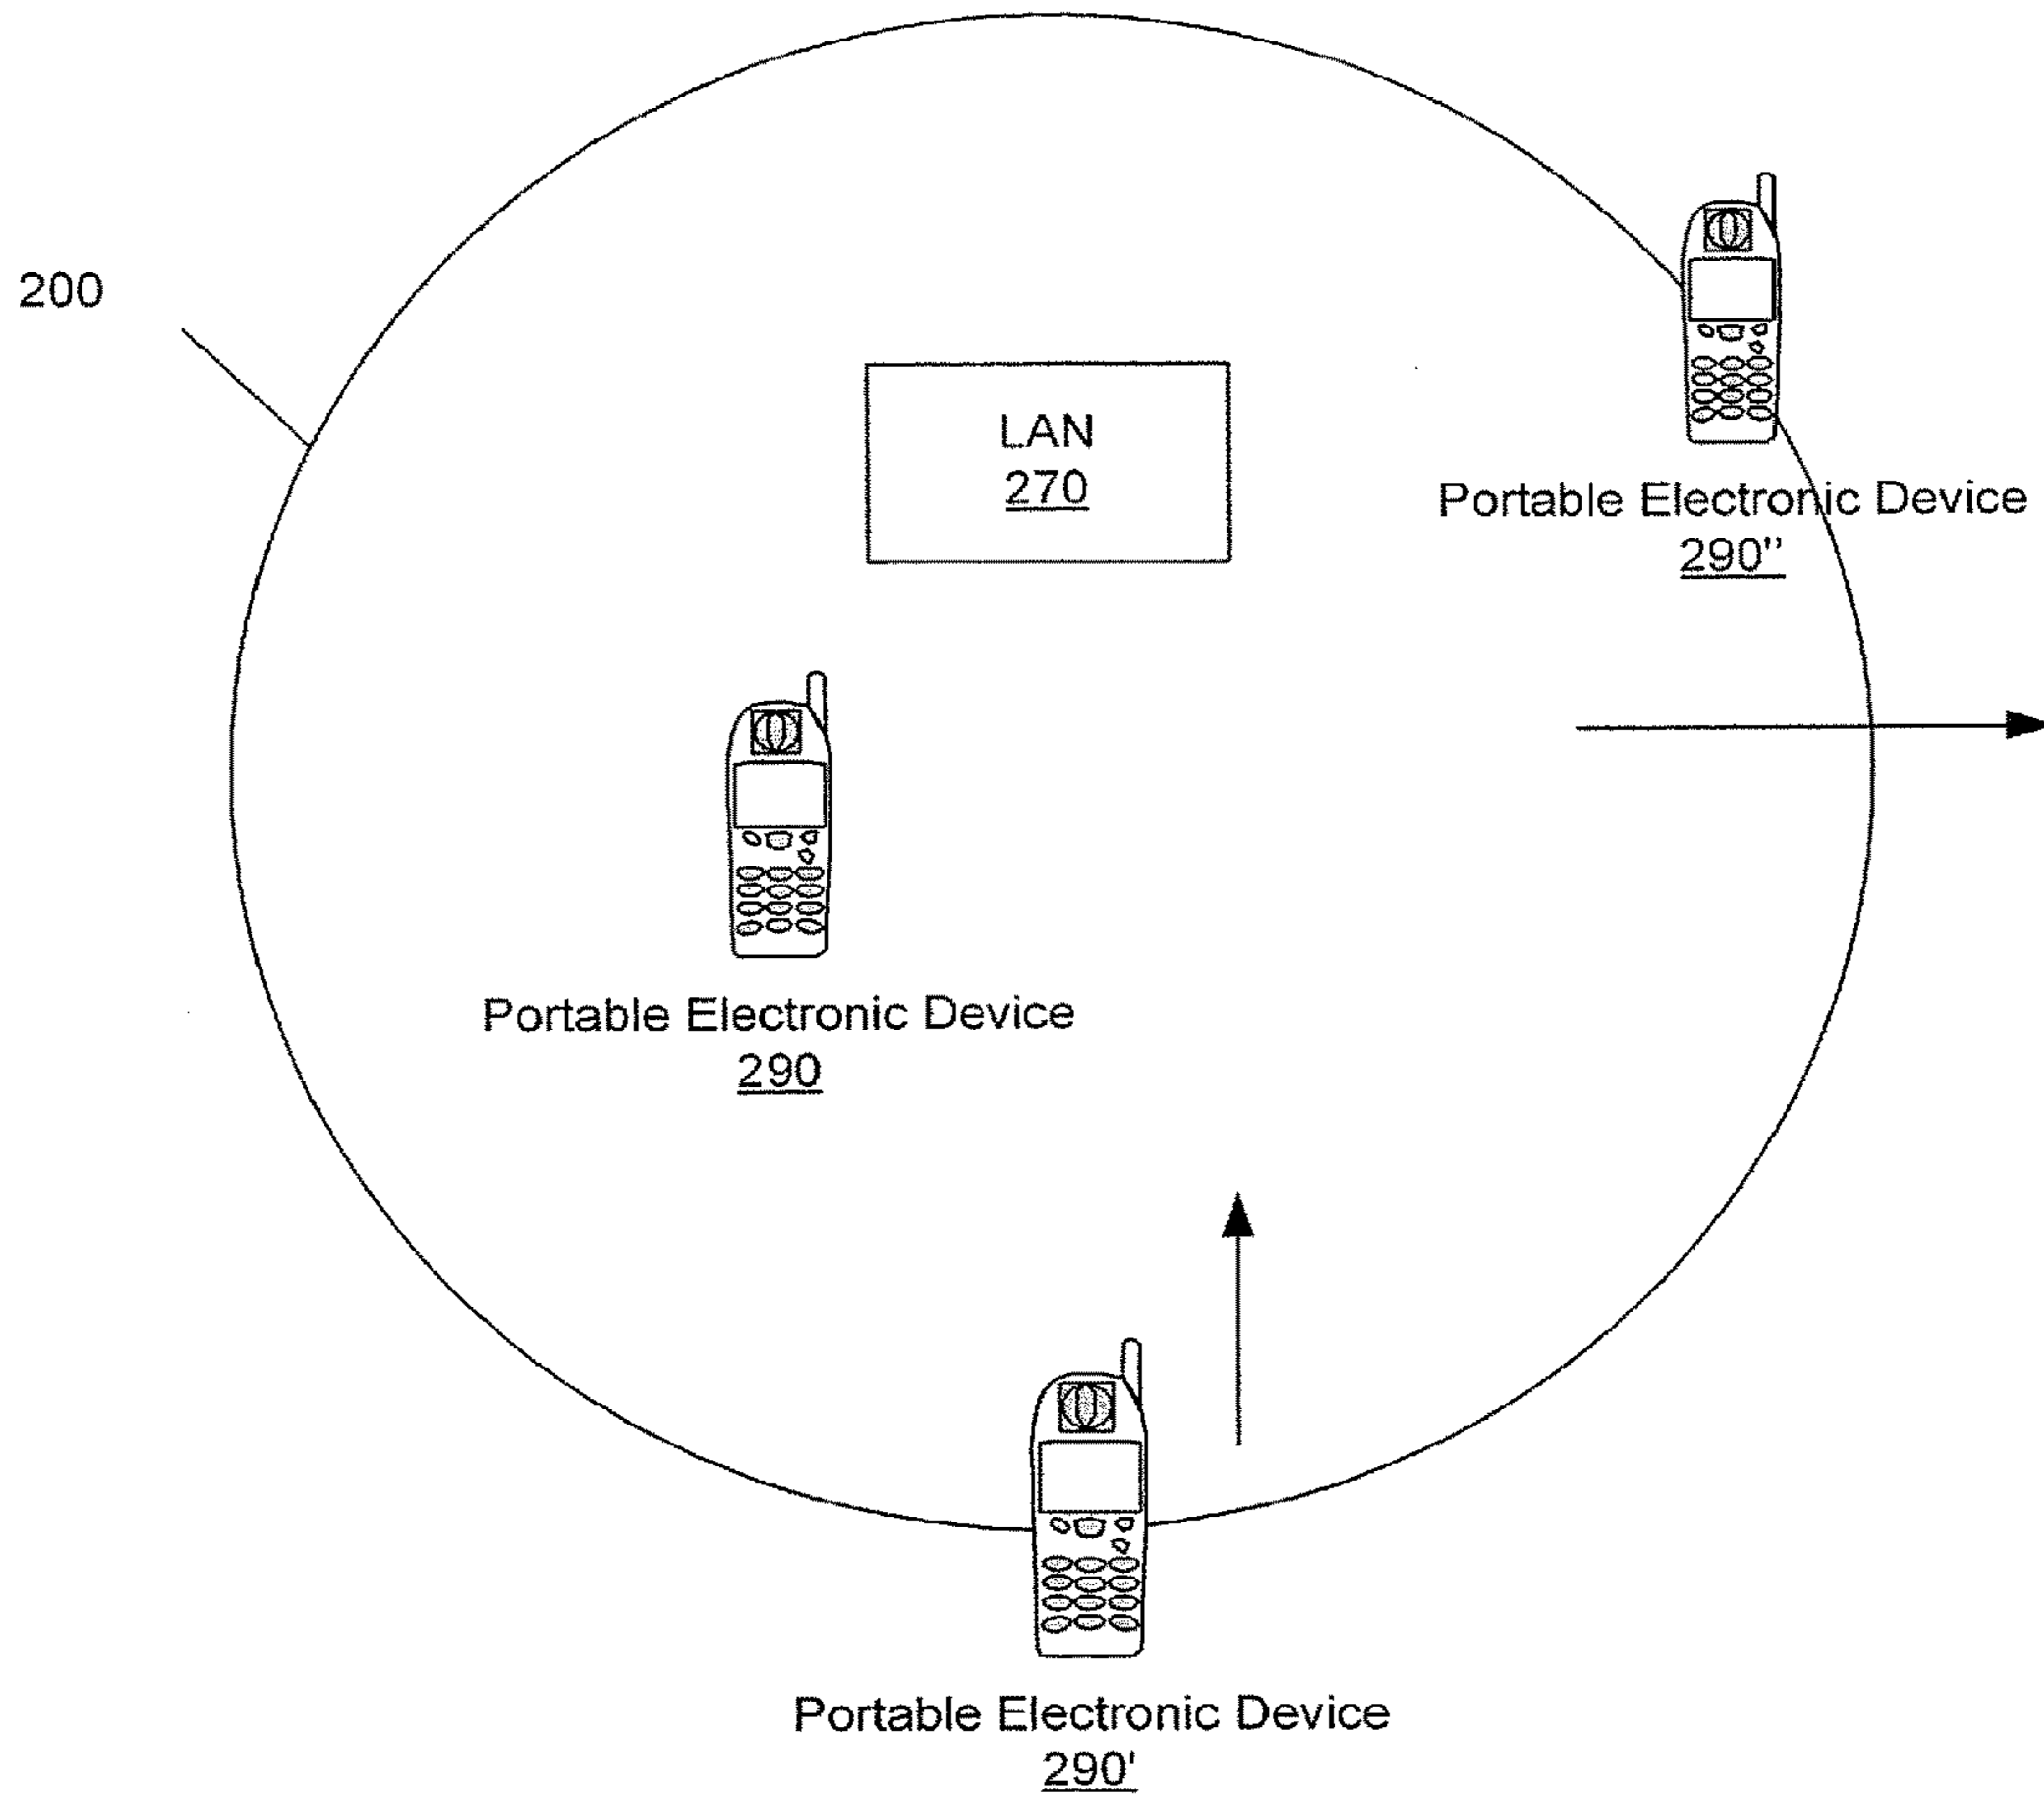 200
LAN
270
Portable Electronic Device
290"
Portable Electronic Device
290
Portable Electronic Device
290'